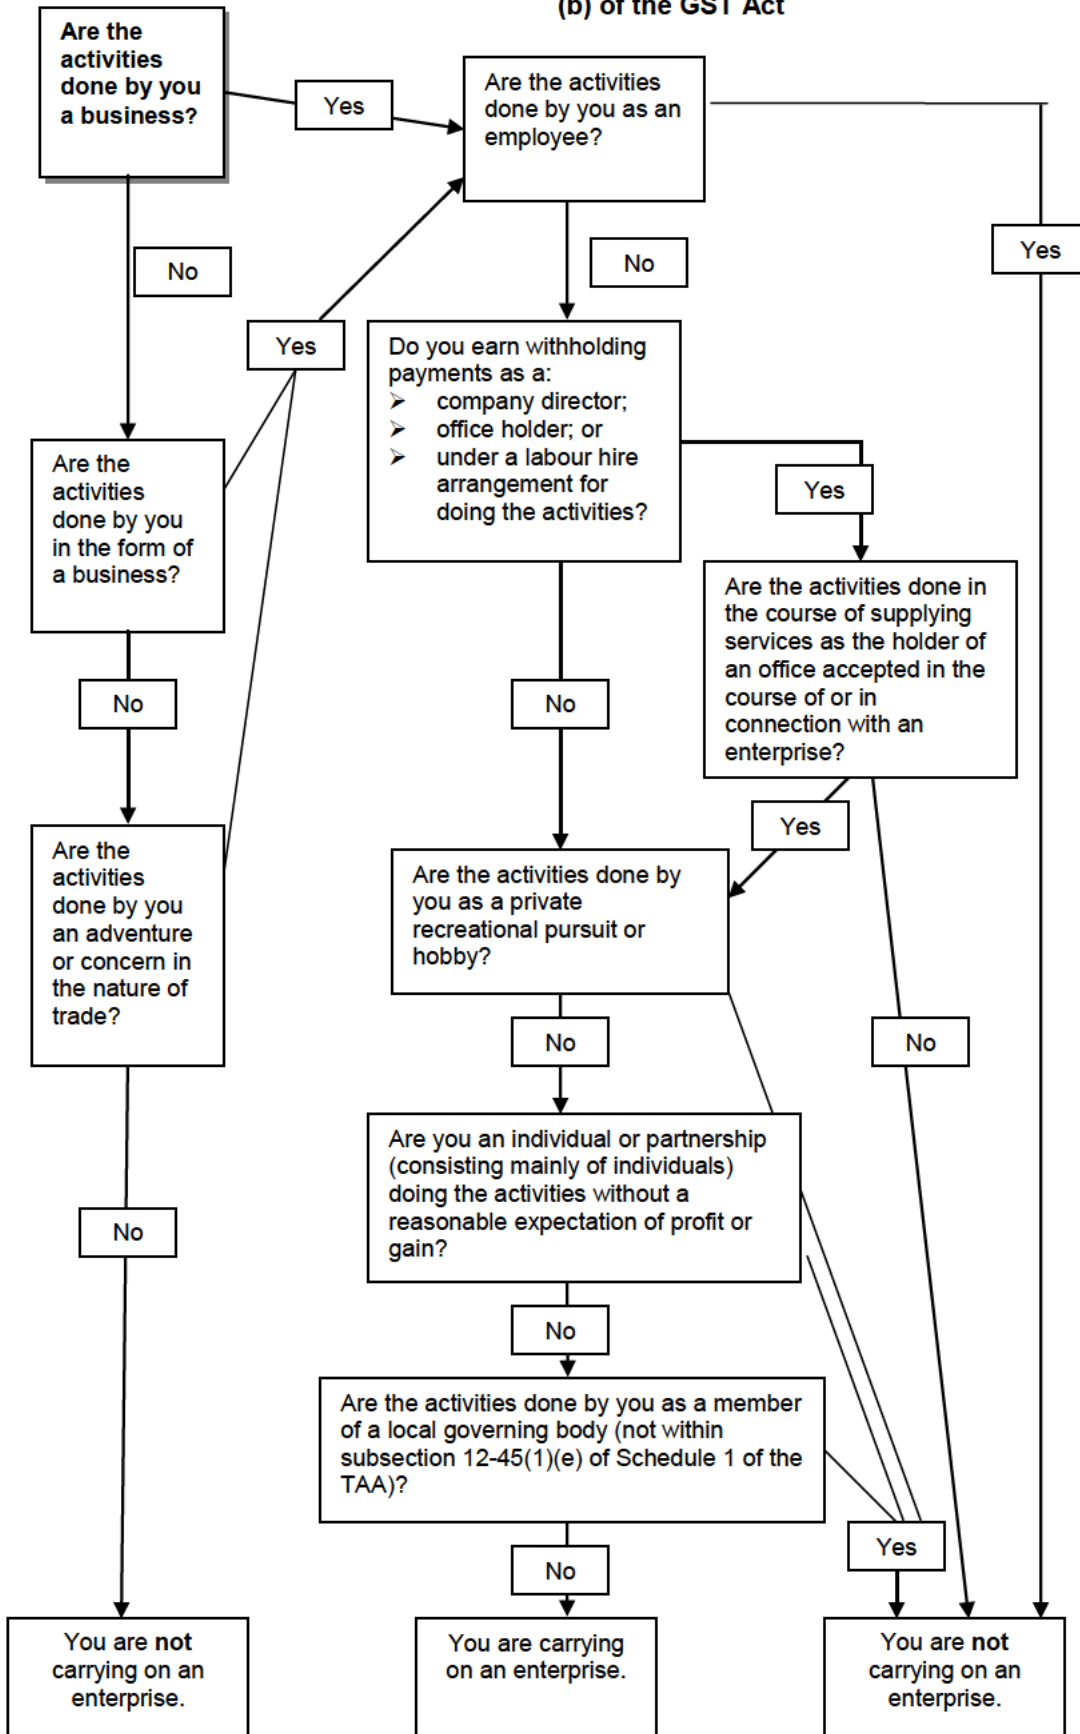 (b) of the GST Act
Are the
activities
done by you
a business?
Yes
Are the activities
done by you as an
employee?
Yes
No
No
Yes
Do you earn withholding
payments as a:
➢ company director;
➢ office holder; or
➢ under a labour hire
arrangement for
doing the activities?
Are the
activities
done by you
in the form of
a business?
Yes
Are the activities done in
the course of supplying
services as the holder of
an office accepted in the
course of or in
connection with an
enterprise?
No
No
Yes
Are the
activities
done by you
an adventure
or concern in
the nature of
trade?
Are the activities done by
you as a private
recreational pursuit or
hobby?
No
No
Are you an individual or partnership
(consisting mainly of individuals)
doing the activities without a
reasonable expectation of profit or
gain?
No
No
Are the activities done by you as a member
of a local governing body (not within
subsection 12-45(1)(e) of Schedule 1 of the
TAA)?
Yes
No
You are not
carrying on an
enterprise.
You are carrying
on an enterprise.
You are not
carrying on an
enterprise.